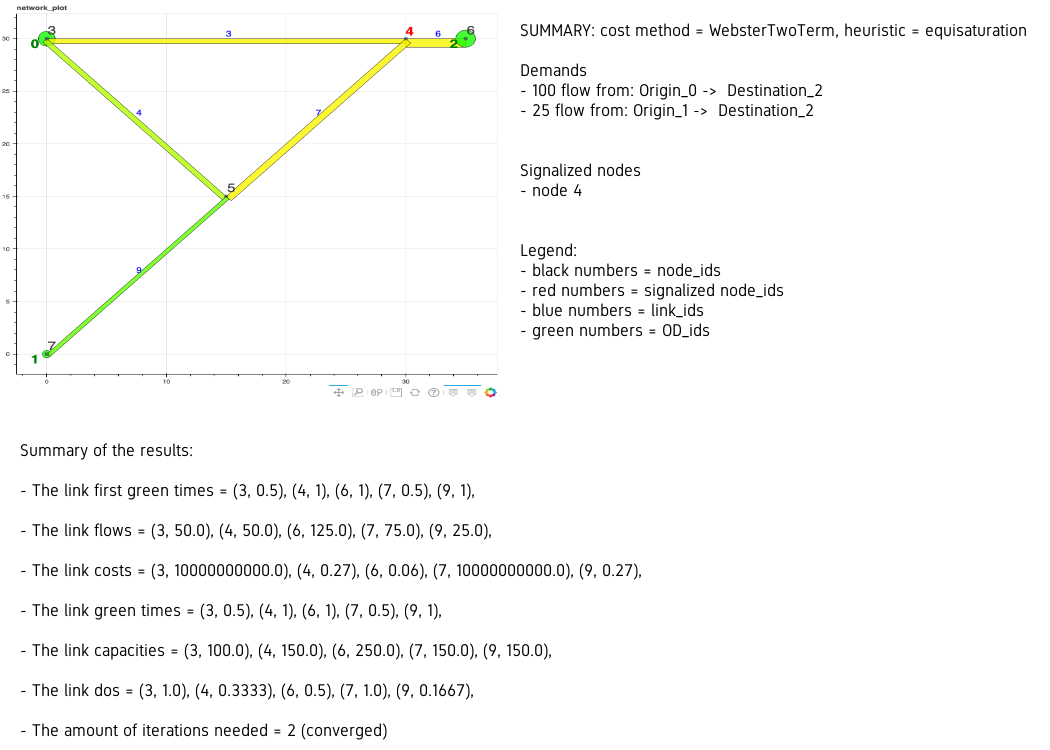 network_plot
3
3
4
6
6
30
0
2
25
4
7
20
15
5
10
9
5
0
7
1
0
10
20
30
SUMMARY: cost method = WebsterTwoTerm, heuristic = equisaturation
Demands
- 100 flow from: Origin_0 -> Destination_2
- 25 flow from: Origin_1 -> Destination_2
Signalized nodes
- node 4
Legend:
- black numbers = node_ids
- red numbers = signalized node_ids
- blue numbers = link_ids
- green numbers = OD_ids
Summary of the results:
- The link first green times = (3, 0.5), (4, 1), (6, 1), (7, 0.5), (9, 1),
- The link flows = (3, 50.0), (4, 50.0), (6, 125.0), (7, 75.0), (9, 25.0),
- The link costs = (3, 10000000000.0), (4, 0.27), (6, 0.06), (7, 10000000000.0), (9, 0.27),
- The link green times = (3, 0.5), (4, 1), (6, 1), (7, 0.5), (9, 1),
- The link capacities = (3, 100.0), (4, 150.0), (6, 250.0), (7, 150.0), (9, 150.0),
- The link dos = (3, 1.0), (4, 0.3333), (6, 0.5), (7, 1.0), (9, 0.1667),
- The amount of iterations needed = 2 (converged)